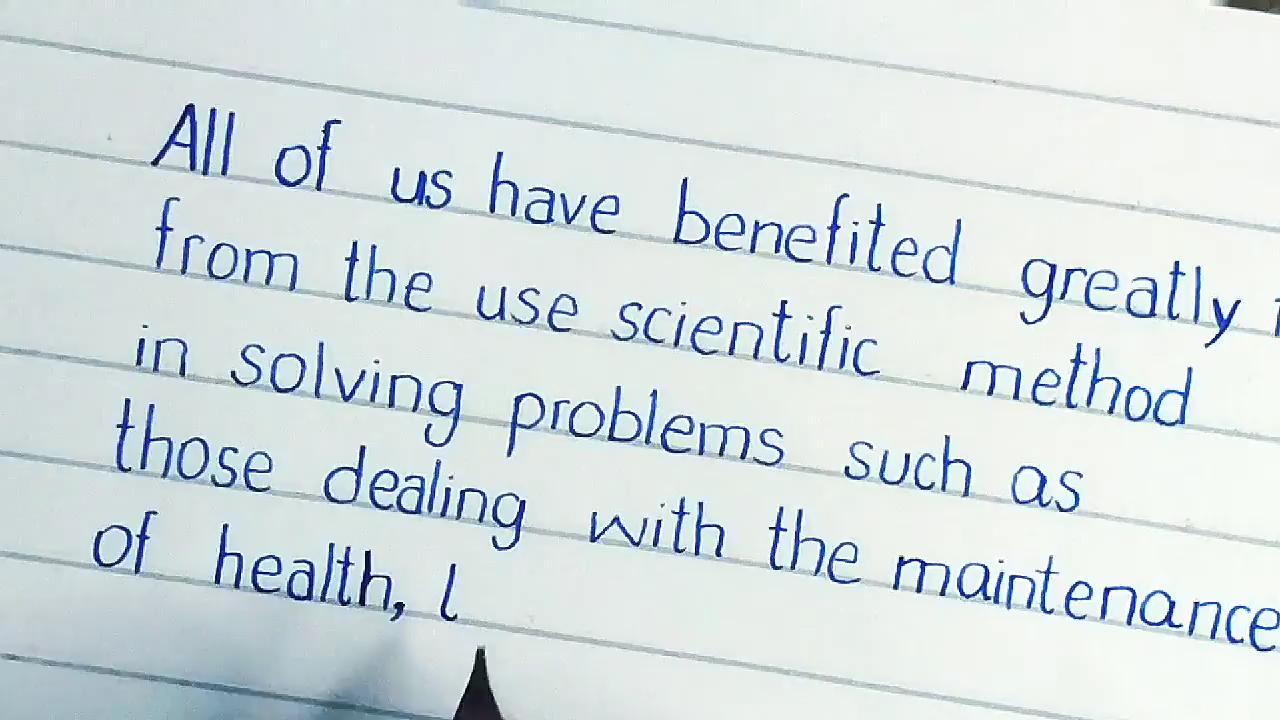 All of us have benefited greatly
from the use scientific method
in solving problems such as
those dealing with the maintenance
of health, l